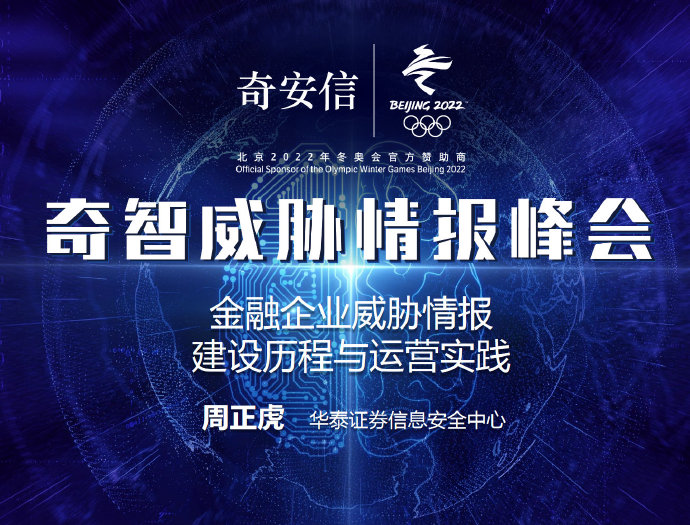 奇安信
BEIJING 2022
北京2022年冬奥会官方赞助商
Official Sponsor of the Olympic Winter Games Beijing 2022
奇智威胁情报峰会
金融企业威胁情报
建设历程与运营实践
周正虎 华泰证券信息安全中心